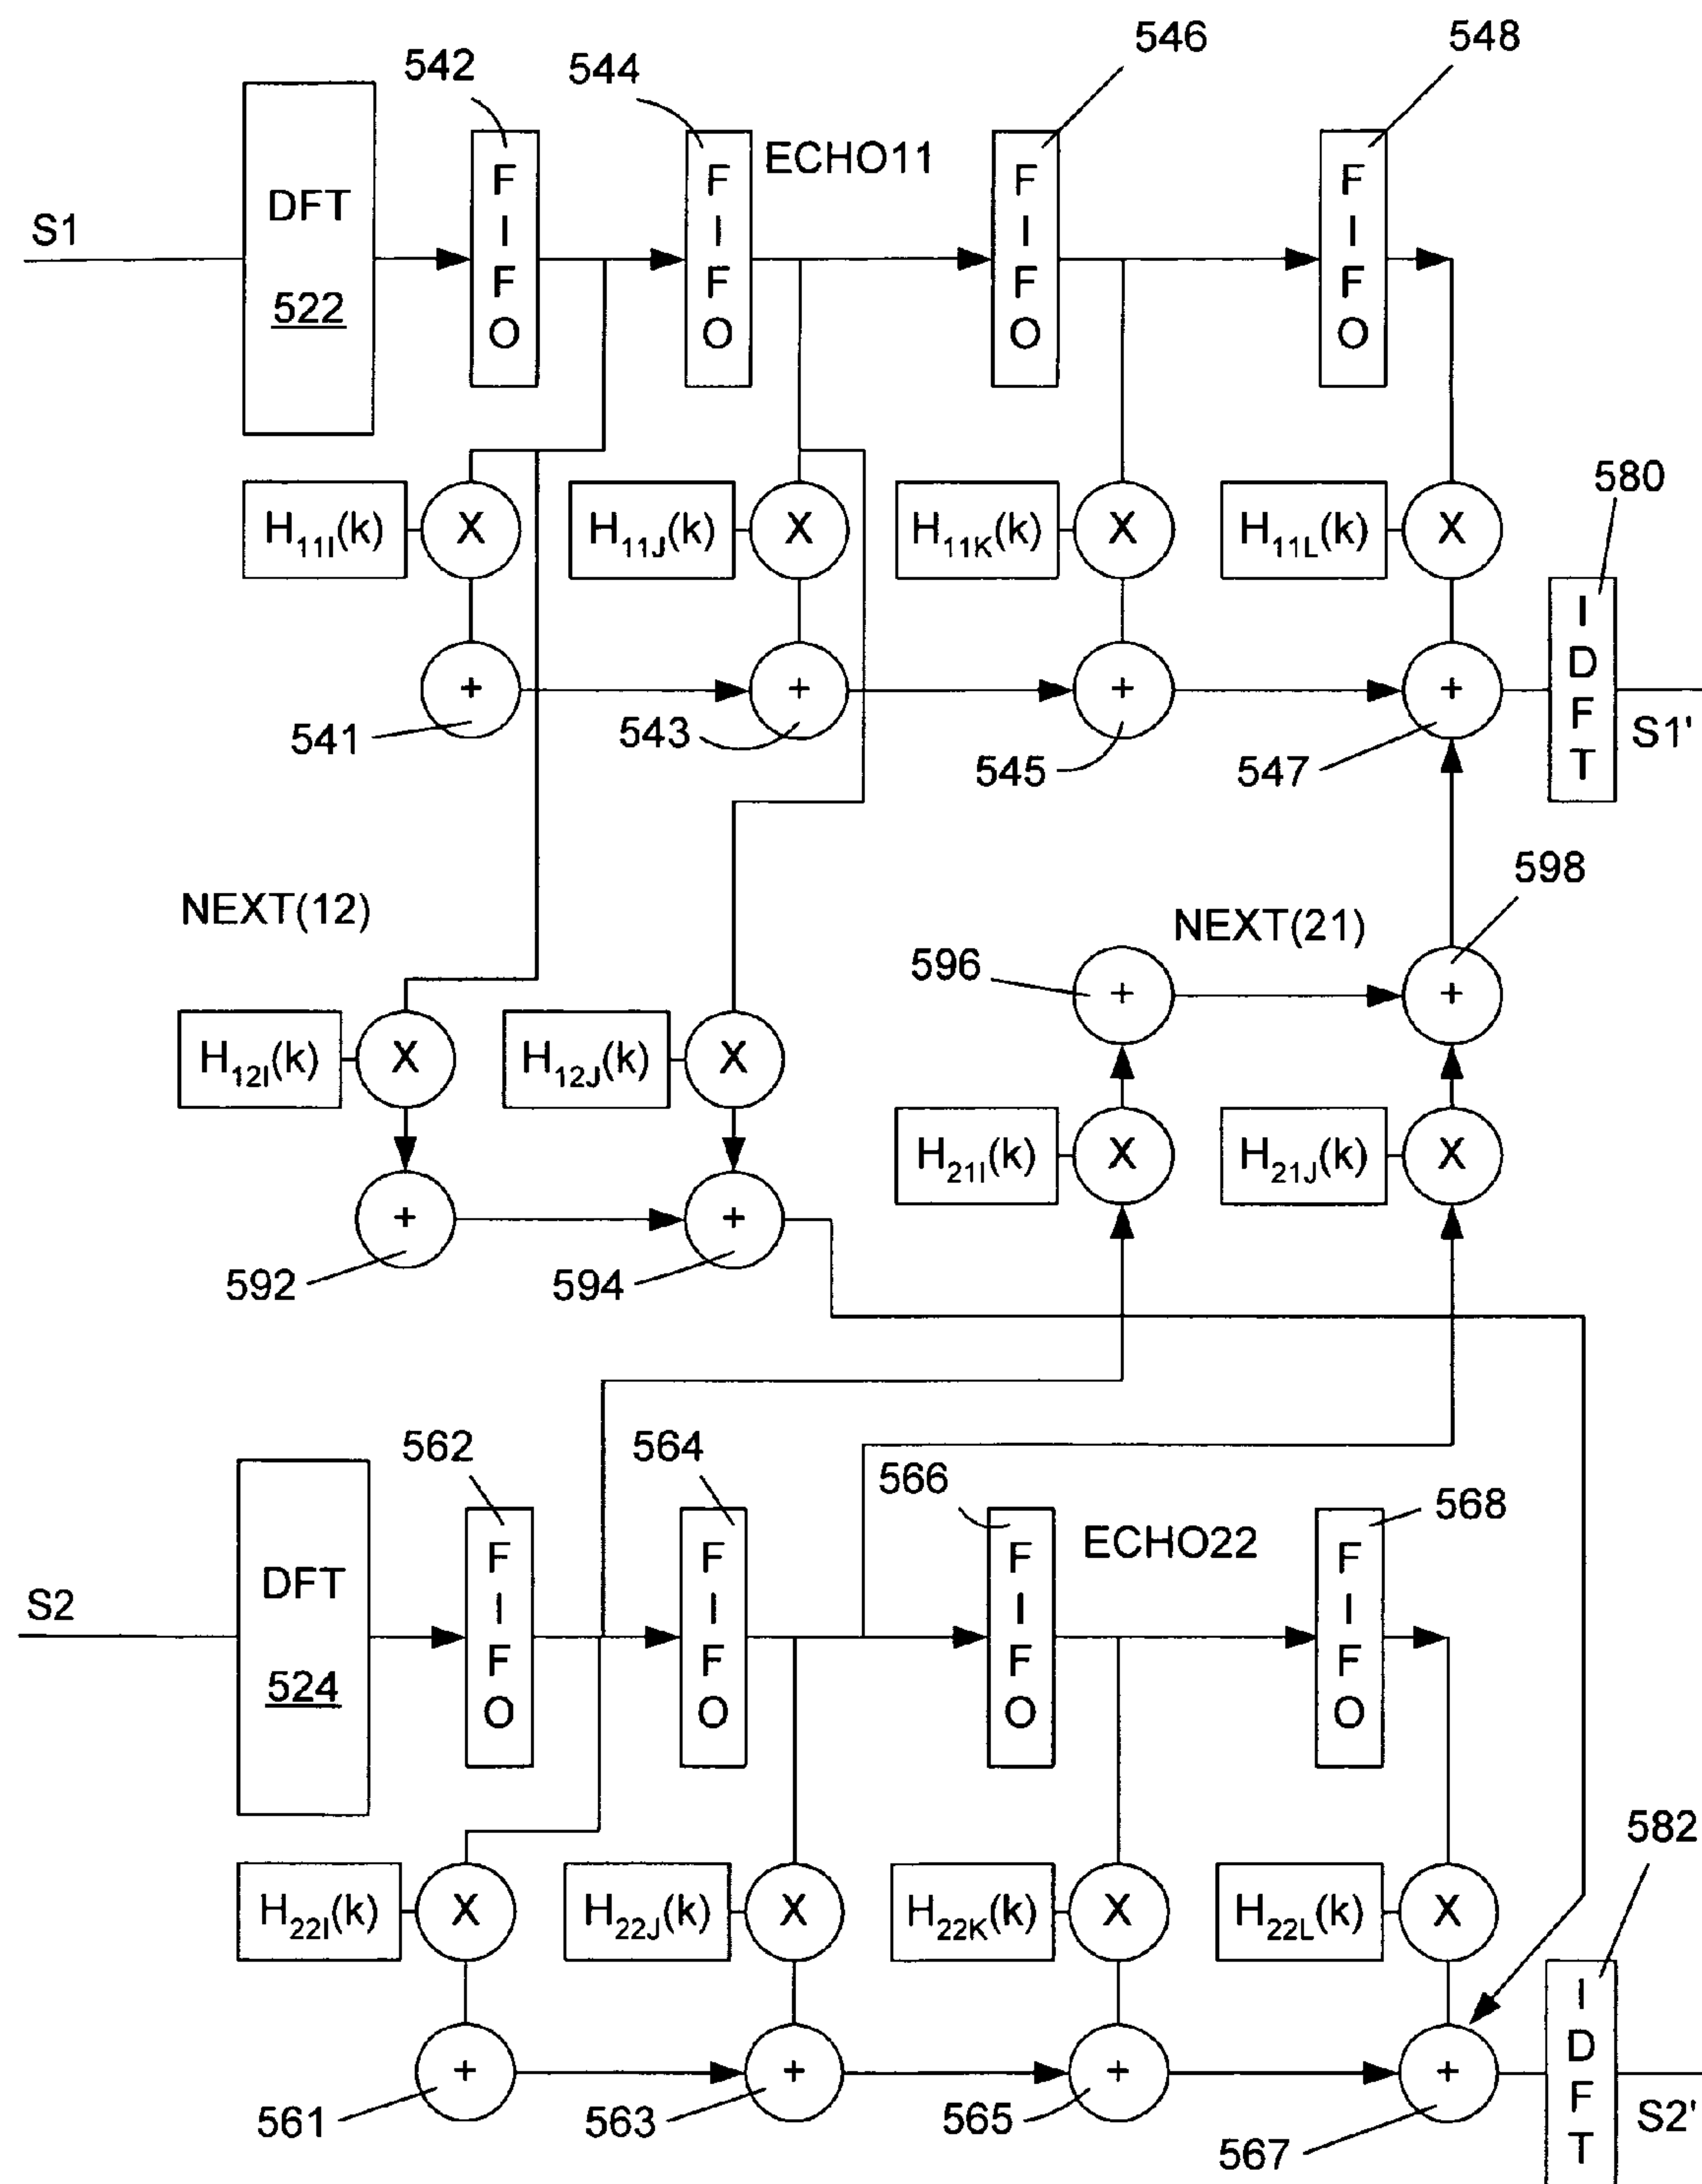 546
548
542
544
ECHO11
F
I
F
O
F
I
F
O
F
I
F
O
F
I
F
O
DFT
522
S1
580
H11I(k)
X
H11J(k)
X
H11K(k)
X
H11L(k)
X
I
D
F
T
+
+
+
+
541
543
545
547
S1'
598
NEXT(12)
NEXT(21)
596
+
+
H12I(k)
X
H12J(k)
X
H21I(k)
X
H21J(k)
X
+
+
592
594
562
564
566
568
ECHO22
F
I
F
O
F
I
F
O
F
I
F
O
F
I
F
O
DFT
524
S2
582
H22I(k)
X
H22J(k)
X
H22K(k)
X
H22L(k)
X
I
D
F
T
+
+
+
+
561
563
565
567
S2'